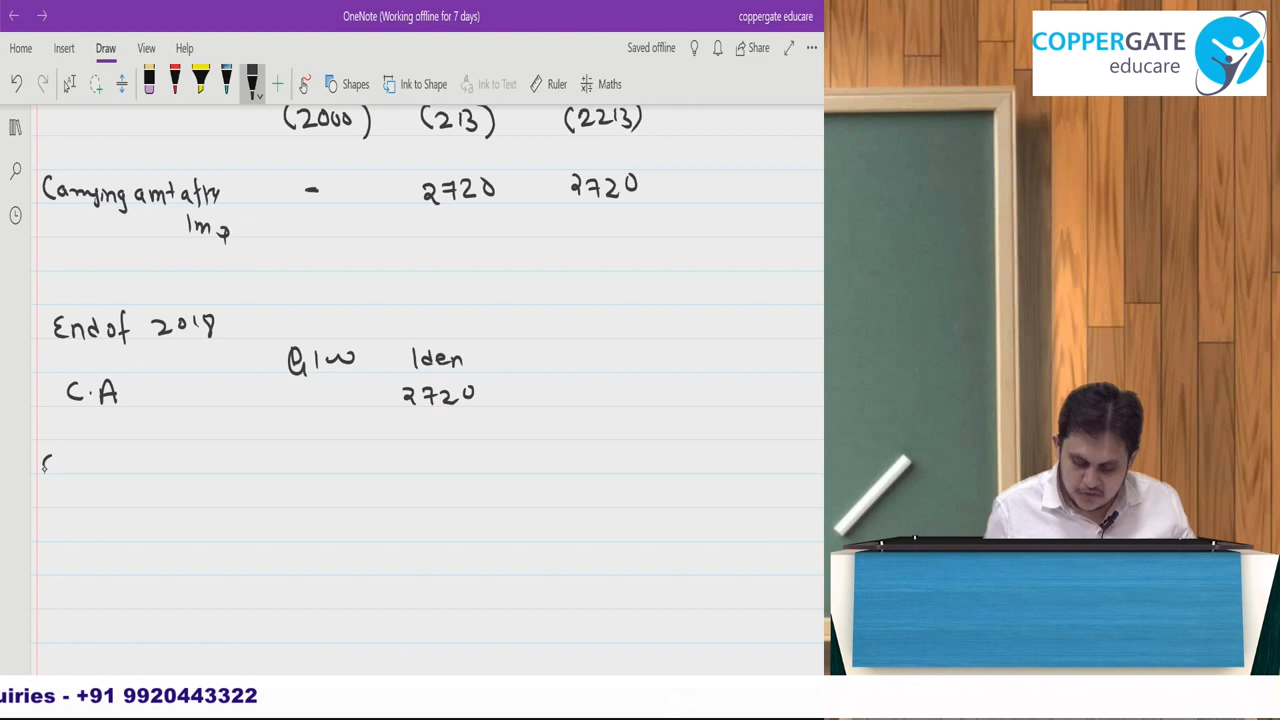 OneNote (Working offline for 7 days)
coppergate educare
Home Insert Draw View Help
Saved offline
Share
Shapes
Ink to Shape
Ink to Text
Ruler
Maths
COPPERGATE
educare
(2000) (213) (2213)
Carrying amt aftr - 2720 2720
Imp
End of 2018
G/w Iden
C.A 2720
uiries - +91 9920443322